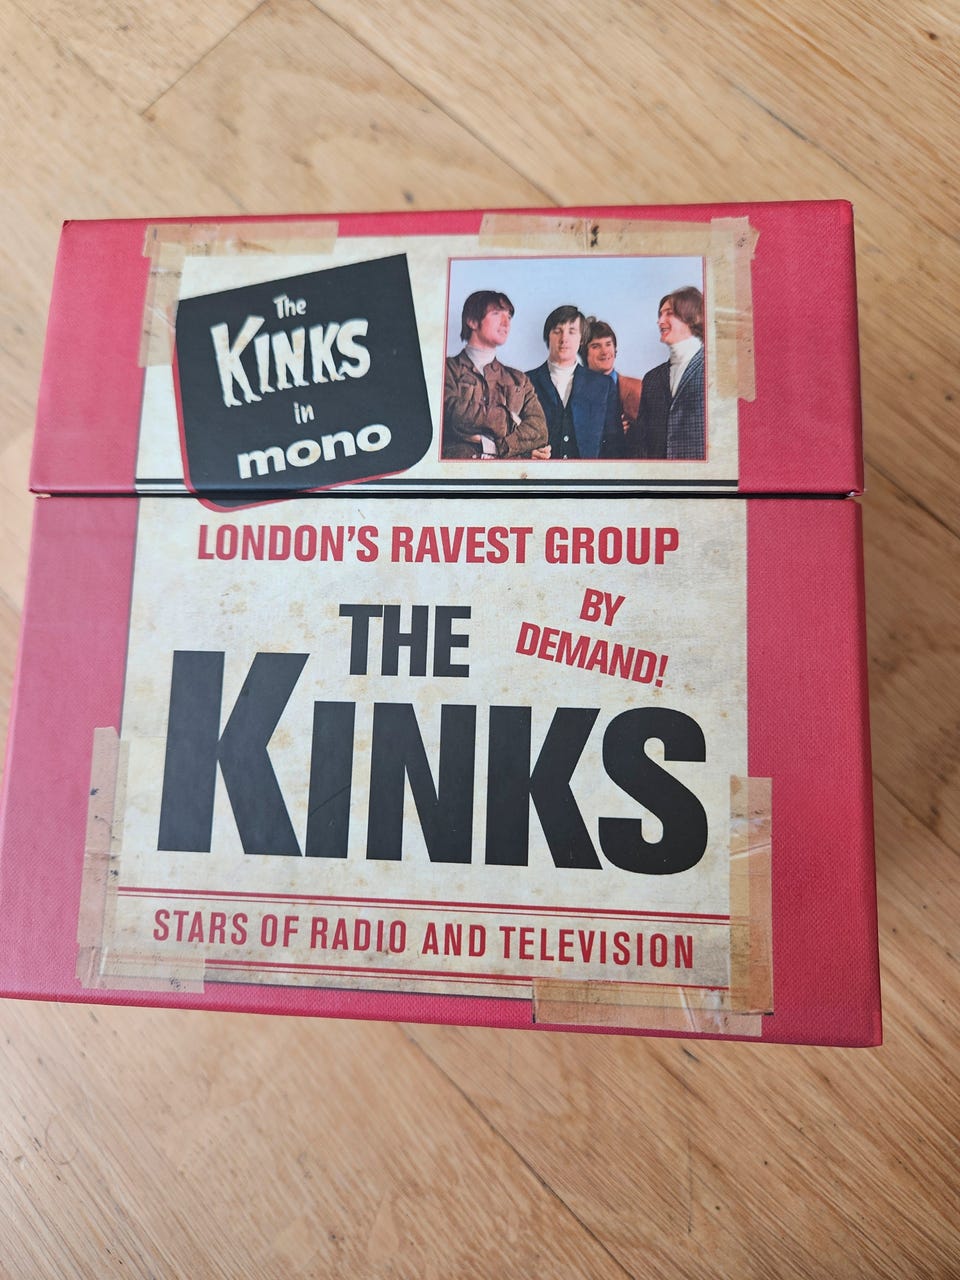 The
KINKS
in
mono
LONDON'S RAVEST GROUP
BY
DEMAND!
THE
KINKS
STARS OF RADIO AND TELEVISION